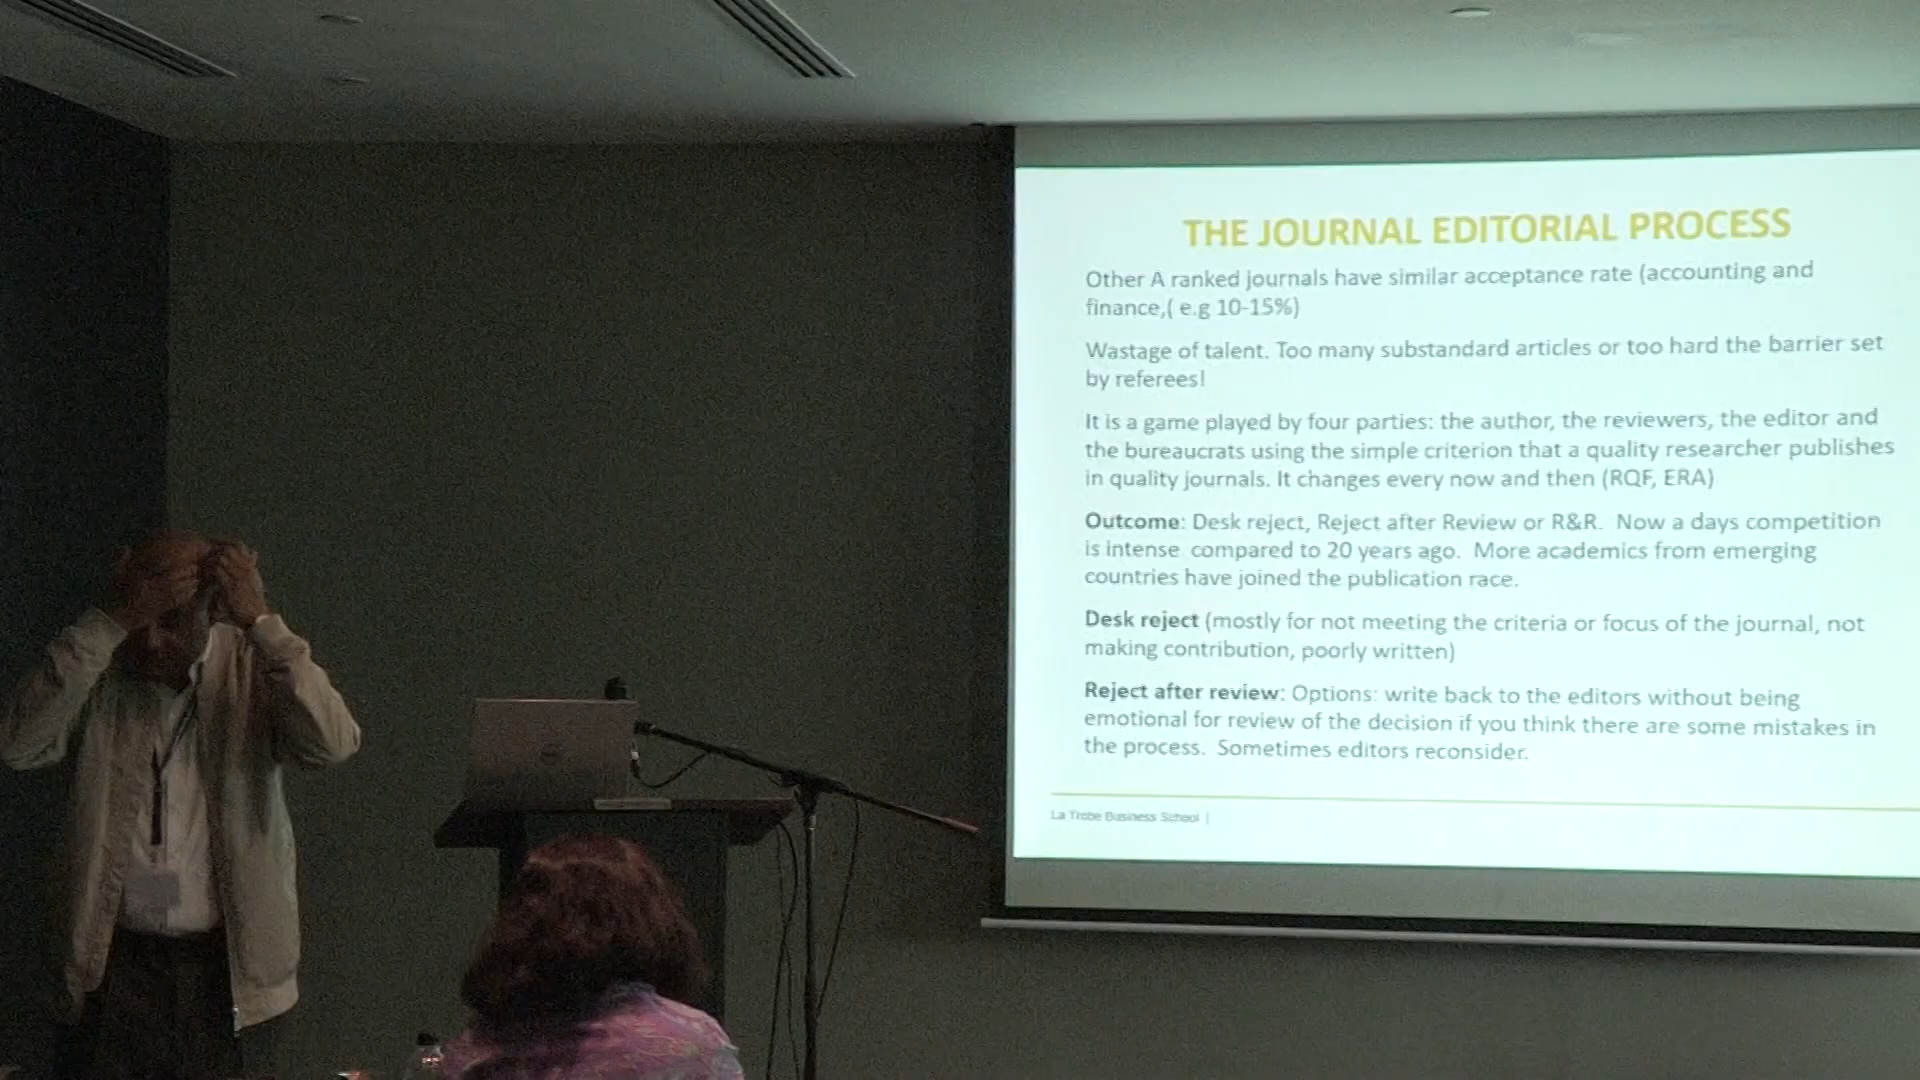 THE JOURNAL EDITORIAL PROCESS
Other A ranked journals have similar acceptance rate (accounting and
finance,( e.g 10-15%)
Wastage of talent. Too many substandard articles or too hard the barrier set
by referees!
It is a game played by four parties: the author, the reviewers, the editor and
the bureaucrats using the simple criterion that a quality researcher publishes
in quality journals. It changes every now and then (RQF, ERA)
Outcome: Desk reject, Reject after Review or R&R. Now a days competition
is intense compared to 20 years ago. More academics from emerging
countries have joined the publication race.
Desk reject (mostly for not meeting the criteria or focus of the journal, not
making contribution, poorly written)
Reject after review: Options: write back to the editors without being
emotional for review of the decision if you think there are some mistakes in
the process. Sometimes editors reconsider.
La Trobe Business School |